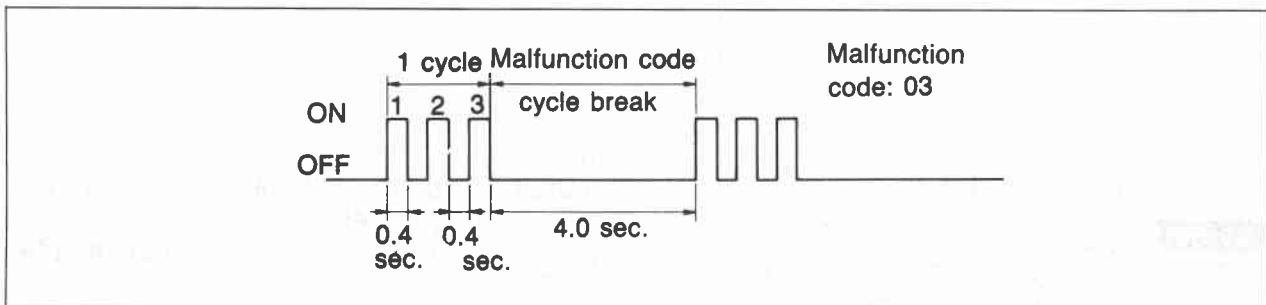 1 cycle
Malfunction code
cycle break
Malfunction
code: 03
ON
OFF
1 2 3
0.4
sec.
0.4
sec.
4.0 sec.